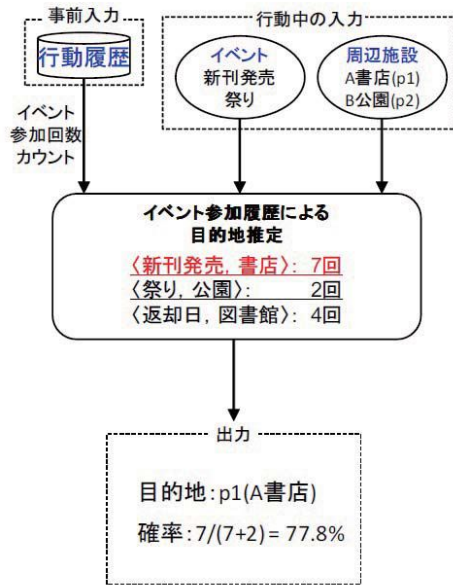 事前入力
行動履歴
イベント
参加回数
カウント
行動中の入力
イベント
新刊発売
祭り
周辺施設
A書店(p1)
B公園(p2)
イベント参加履歴による
目的地推定
〈新刊発売, 書店〉: 7回
〈祭り, 公園〉: 2回
〈返却日, 図書館〉: 4回
出力
目的地:p1(A書店)
確率:7/(7+2) = 77.8%